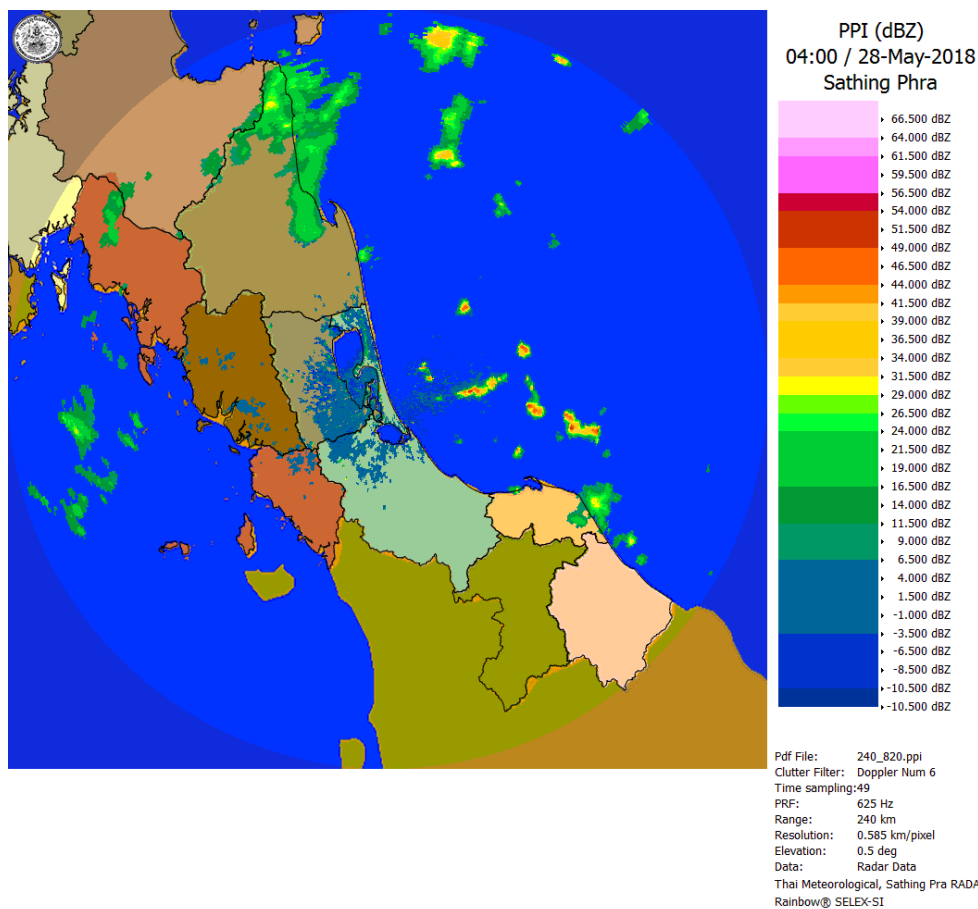 PPI (dBZ)
04:00 / 28-May-2018
Sathing Phra
66.500 dBZ
64.000 dBZ
61.500 dBZ
59.500 dBZ
56.500 dBZ
54.000 dBZ
51.500 dBZ
49.000 dBZ
46.500 dBZ
44.000 dBZ
41.500 dBZ
39.000 dBZ
36.500 dBZ
34.000 dBZ
31.500 dBZ
29.000 dBZ
26.500 dBZ
24.000 dBZ
21.500 dBZ
19.000 dBZ
16.500 dBZ
14.000 dBZ
11.500 dBZ
9.000 dBZ
6.500 dBZ
4.000 dBZ
1.500 dBZ
-1.000 dBZ
-3.500 dBZ
-6.500 dBZ
-8.500 dBZ
-10.500 dBZ
-10.500 dBZ
Pdf File: 240_820.ppi
Clutter Filter: Doppler Num 6
Time sampling:49
PRF: 625 Hz
Range: 240 km
Resolution: 0.585 km/pixel
Elevation: 0.5 deg
Data: Radar Data
Thai Meteorological, Sathing Pra RADA
Rainbow® SELEX-SI